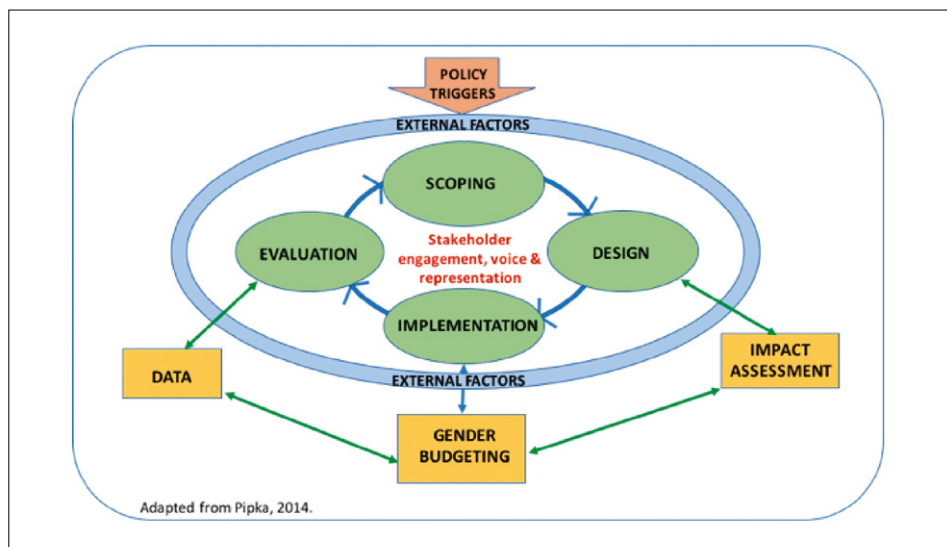 POLICY
TRIGGERS
EXTERNAL FACTORS
SCOPING
EVALUATION
Stakeholder
engagement, voice &
representation
DESIGN
IMPLEMENTATION
EXTERNAL FACTORS
DATA
IMPACT
ASSESSMENT
GENDER
BUDGETING
Adapted from Pipka, 2014.